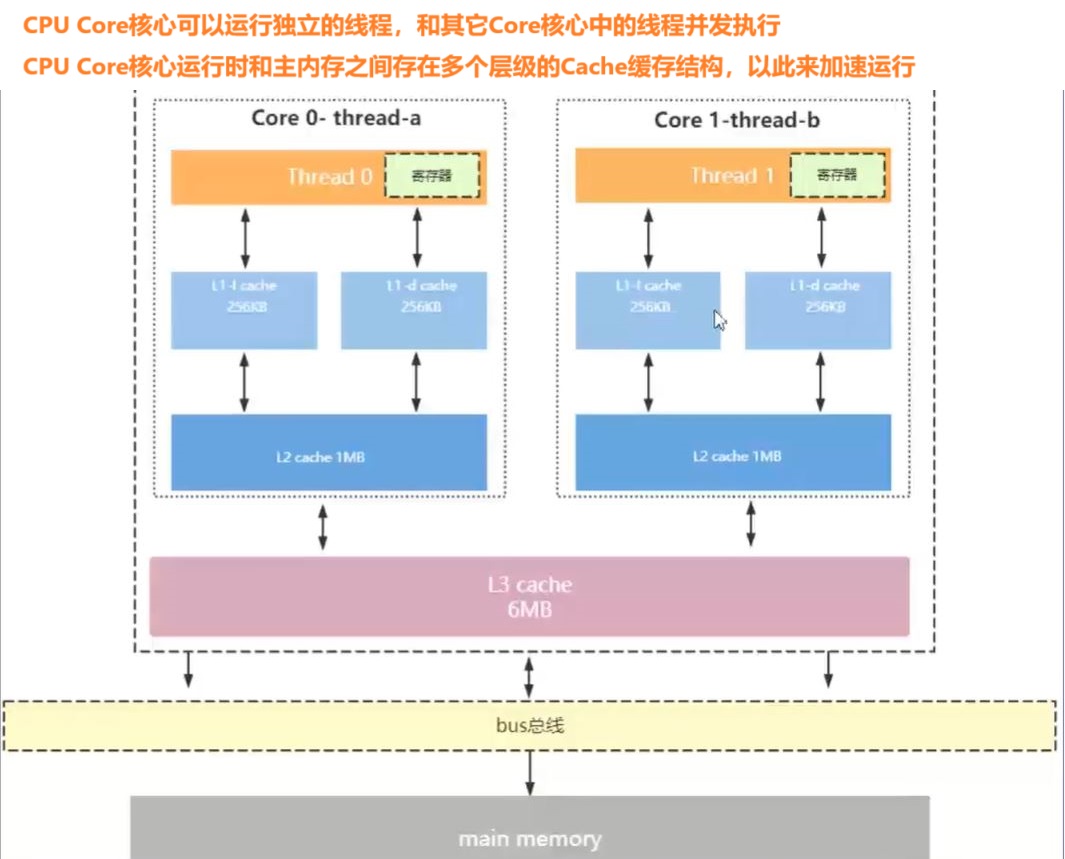 CPU Core核心可以运行独立的线程，和其它Core核心中的线程并发执行
CPU Core核心运行时和主内存之间存在多个层级的Cache缓存结构，以此来加速运行
Core 0- thread-a
Core 1-thread-b
Thread 0
寄存器
Thread 1
寄存器
L1-I cache
256KB
L1-d cache
256KB
L1-I cache
256KB
L1-d cache
256KB
L2 cache 1MB
L2 cache 1MB
L3 cache
6MB
bus总线
main memory